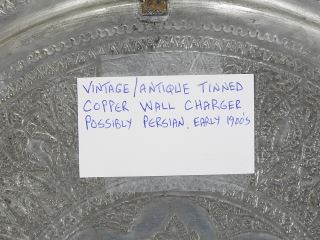 VINTAGE/ANTIQUE TINNED
COPPER WALL CHARGER
POSSIBLY PERSIAN, EARLY 1900'S